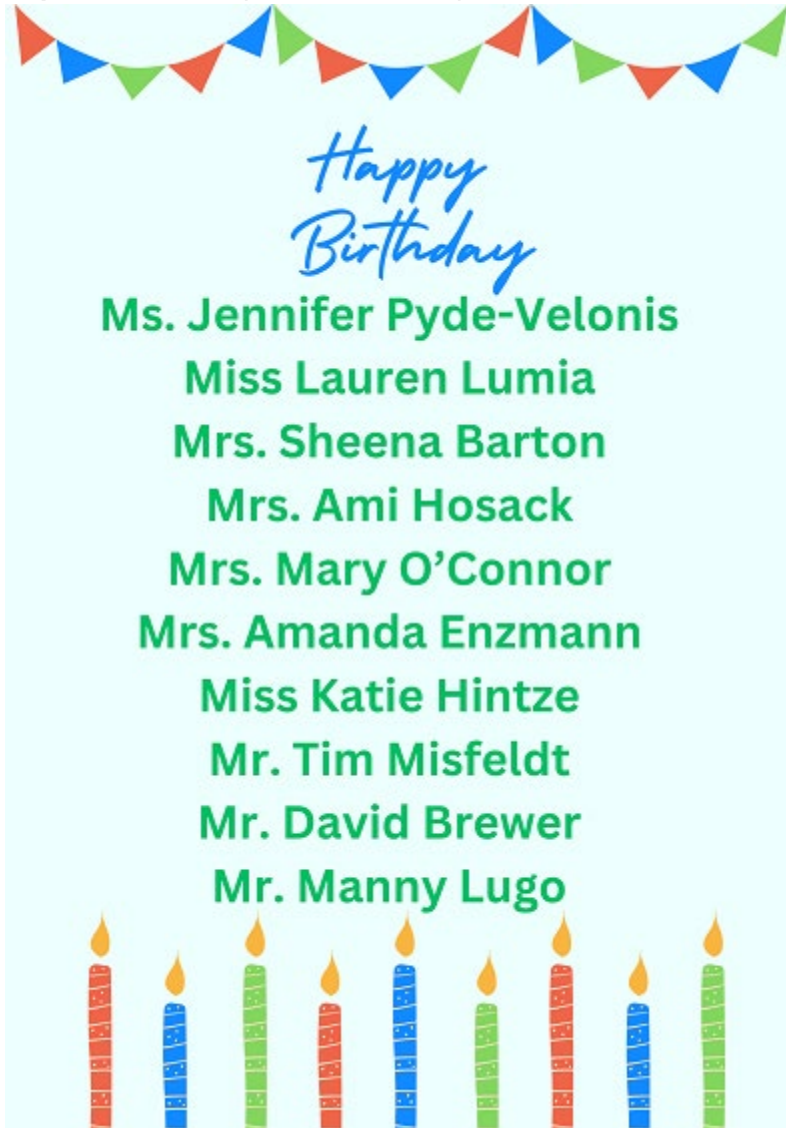 Happy
Birthday
Ms. Jennifer Pyde-Velonis
Miss Lauren Lumia
Mrs. Sheena Barton
Mrs. Ami Hosack
Mrs. Mary O’Connor
Mrs. Amanda Enzmann
Miss Katie Hintze
Mr. Tim Misfeldt
Mr. David Brewer
Mr. Manny Lugo